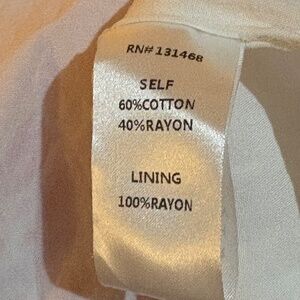 RN# 131468
SELF
60%COTTON
40%RAYON
LINING
100%RAYON